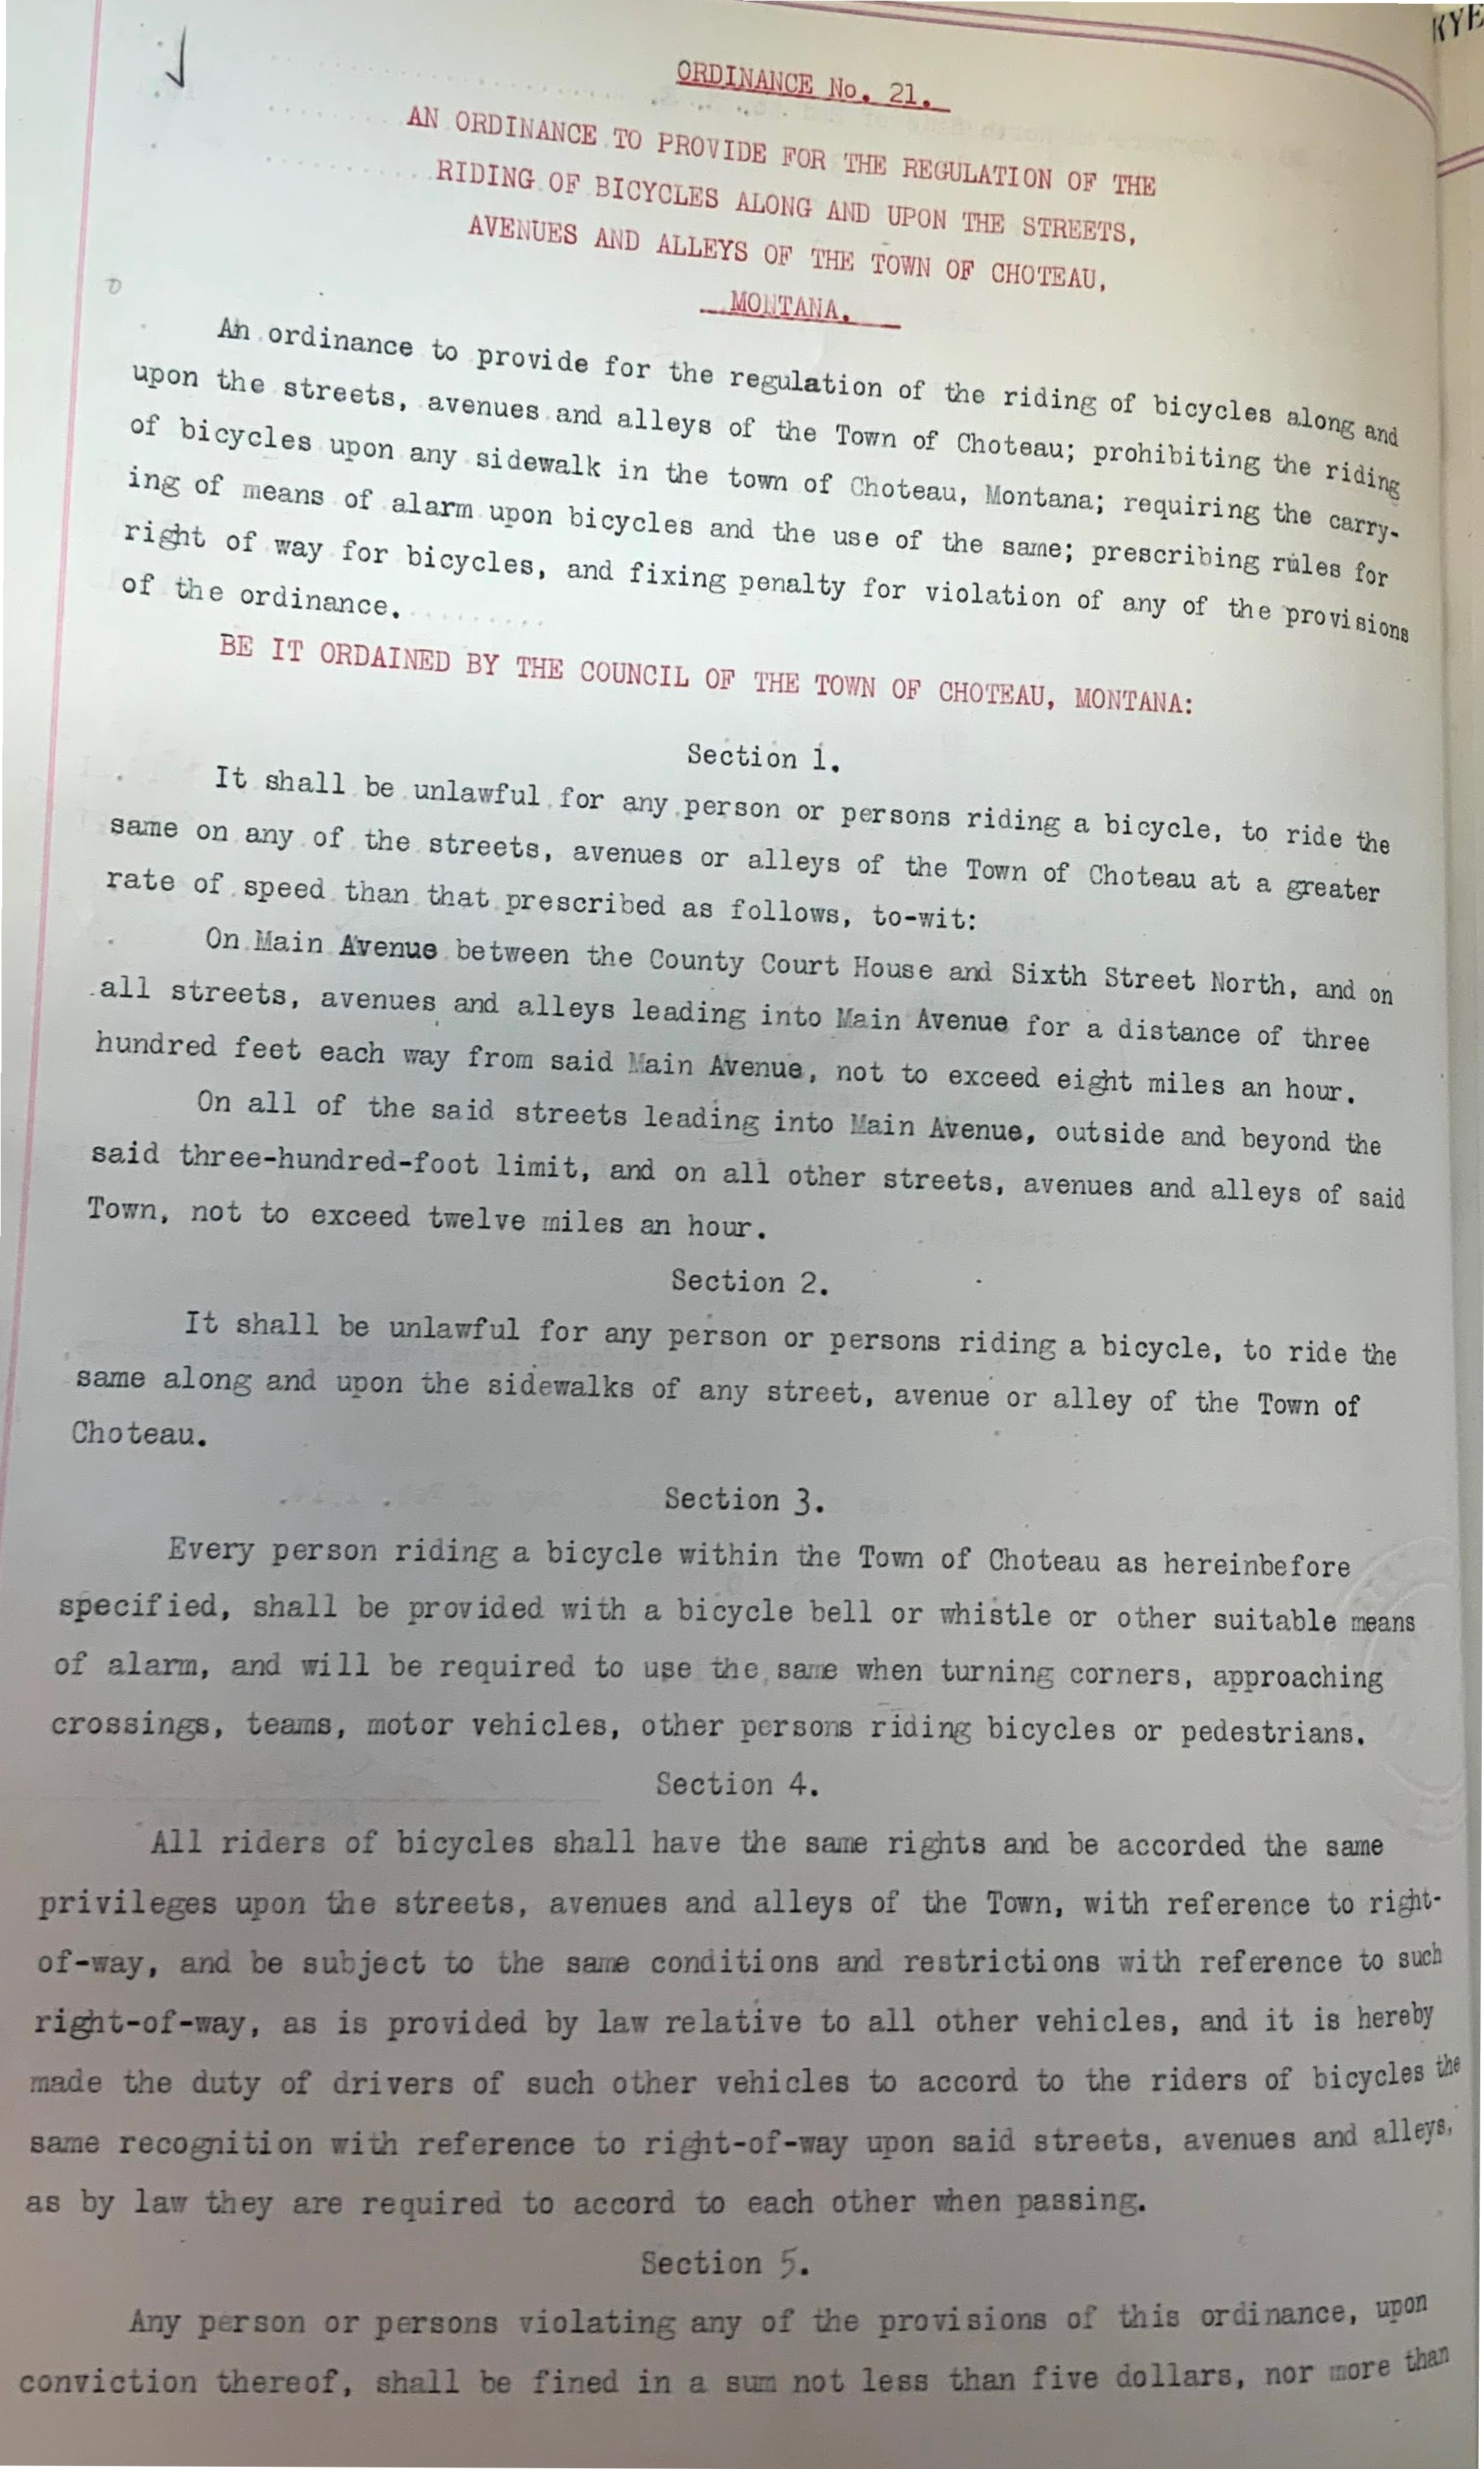 KYE
ORDINANCE No. 21.
AN ORDINANCE TO PROVIDE FOR THE REGULATION OF THE
RIDING OF BICYCLES ALONG AND UPON THE STREETS,
AVENUES AND ALLEYS OF THE TOWN OF CHOTEAU,
MONTANA.
An ordinance to provide for the regulation of the riding of bicycles along and
upon the streets, avenues and alleys of the Town of Choteau; prohibiting the riding
of bicycles upon any sidewalk in the town of Choteau, Montana; requiring the carry-
ing of means of alarm upon bicycles and the use of the same; prescribing rules for
right of way for bicycles, and fixing penalty for violation of any of the provisions
of the ordinance.
BE IT ORDAINED BY THE COUNCIL OF THE TOWN OF CHOTEAU, MONTANA:
Section 1.
It shall be unlawful for any person or persons riding a bicycle, to ride the
same on any of the streets, avenues or alleys of the Town of Choteau at a greater
rate of speed than that prescribed as follows, to-wit:
On Main Avenue between the County Court House and Sixth Street North, and on
all streets, avenues and alleys leading into Main Avenue for a distance of three
hundred feet each way from said Main Avenue, not to exceed eight miles an hour.
On all of the said streets leading into Main Avenue, outside and beyond the
said three-hundred-foot limit, and on all other streets, avenues and alleys of said
Town, not to exceed twelve miles an hour.
Section 2.
It shall be unlawful for any person or persons riding a bicycle, to ride the
same along and upon the sidewalks of any street, avenue or alley of the Town of
Choteau.
Section 3.
Every person riding a bicycle within the Town of Choteau as hereinbefore
specified, shall be provided with a bicycle bell or whistle or other suitable means
of alarm, and will be required to use the same when turning corners, approaching
crossings, teams, motor vehicles, other persons riding bicycles or pedestrians.
Section 4.
All riders of bicycles shall have the same rights and be accorded the same
privileges upon the streets, avenues and alleys of the Town, with reference to right-
of-way, and be subject to the same conditions and restrictions with reference to such
right-of-way, as is provided by law relative to all other vehicles, and it is hereby
made the duty of drivers of such other vehicles to accord to the riders of bicycles the
same recognition with reference to right-of-way upon said streets, avenues and alleys,
as by law they are required to accord to each other when passing.
Section 5.
Any person or persons violating any of the provisions of this ordinance, upon
conviction thereof, shall be fined in a sum not less than five dollars, nor more than